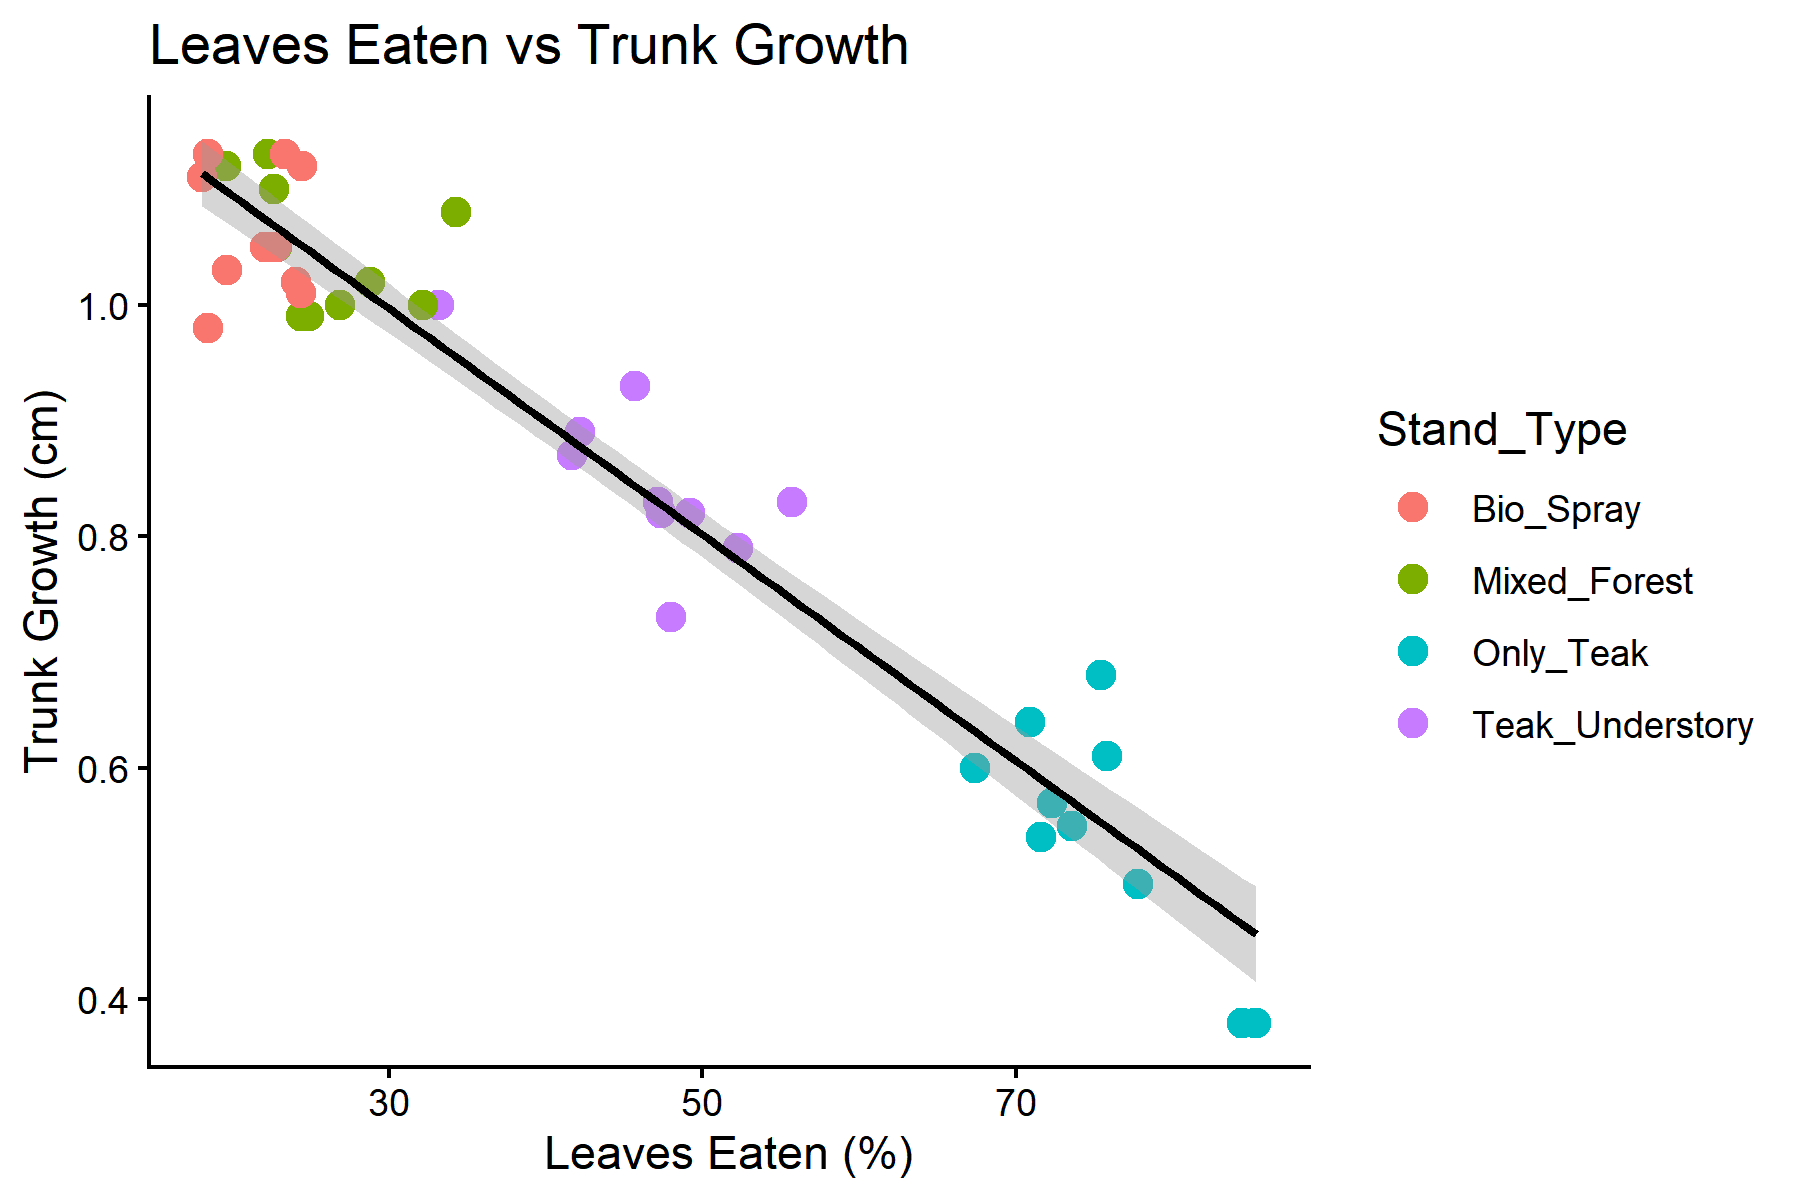 Leaves Eaten vs Trunk Growth
Trunk Growth (cm)
1.0
0.8
0.6
0.4
30
50
70
Leaves Eaten (%)
Stand_Type
Bio_Spray
Mixed_Forest
Only_Teak
Teak_Understory